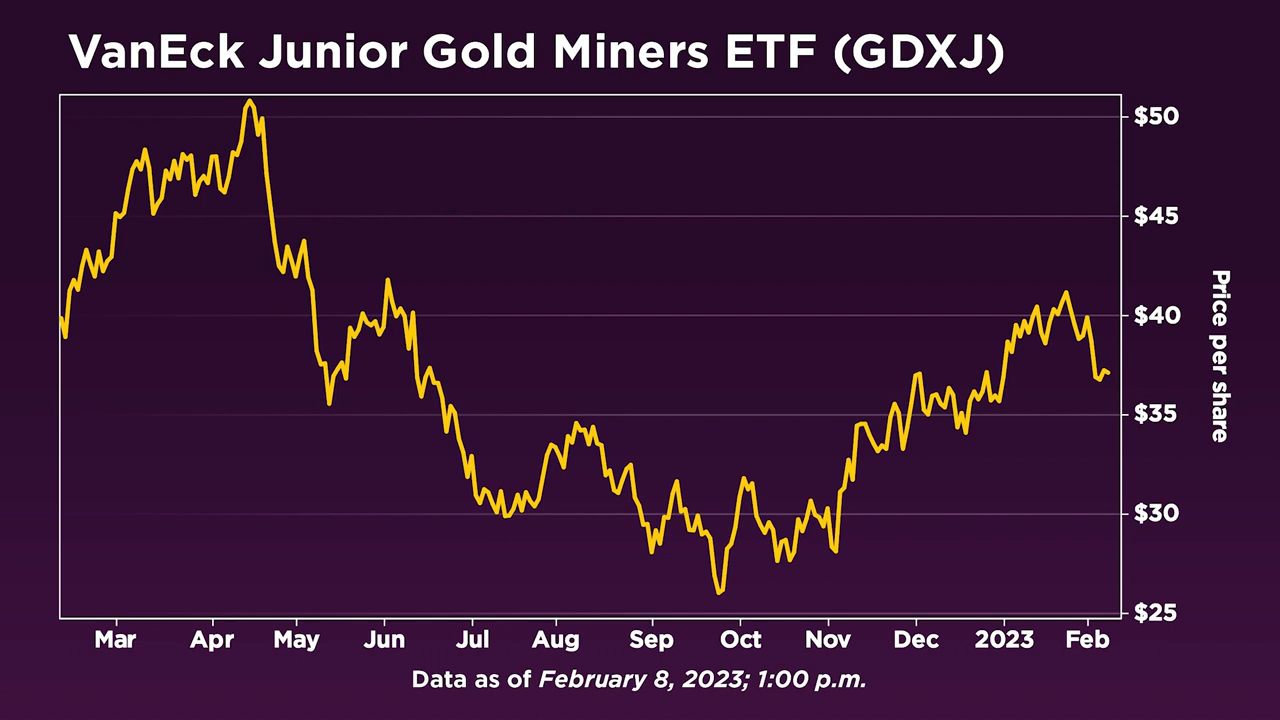 VanEck Junior Gold Miners ETF (GDXJ)
$50
$45
$40
$35
$30
$25
Price per share
Mar Apr May Jun Jul Aug Sep Oct Nov Dec 2023 Feb
Data as of February 8, 2023; 1:00 p.m.